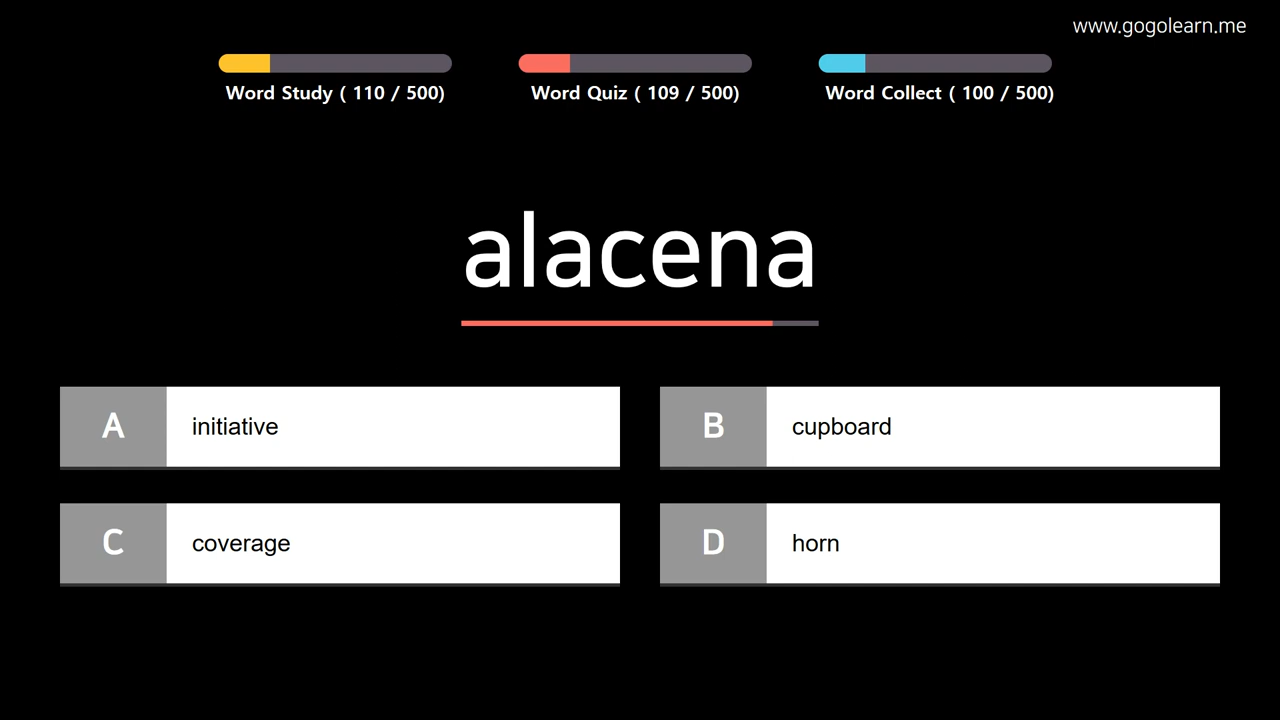 www.gogolearn.me
Word Study ( 110 / 500)
Word Quiz ( 109 / 500)
Word Collect ( 100 / 500)
alacena
A initiative
B cupboard
C coverage
D horn